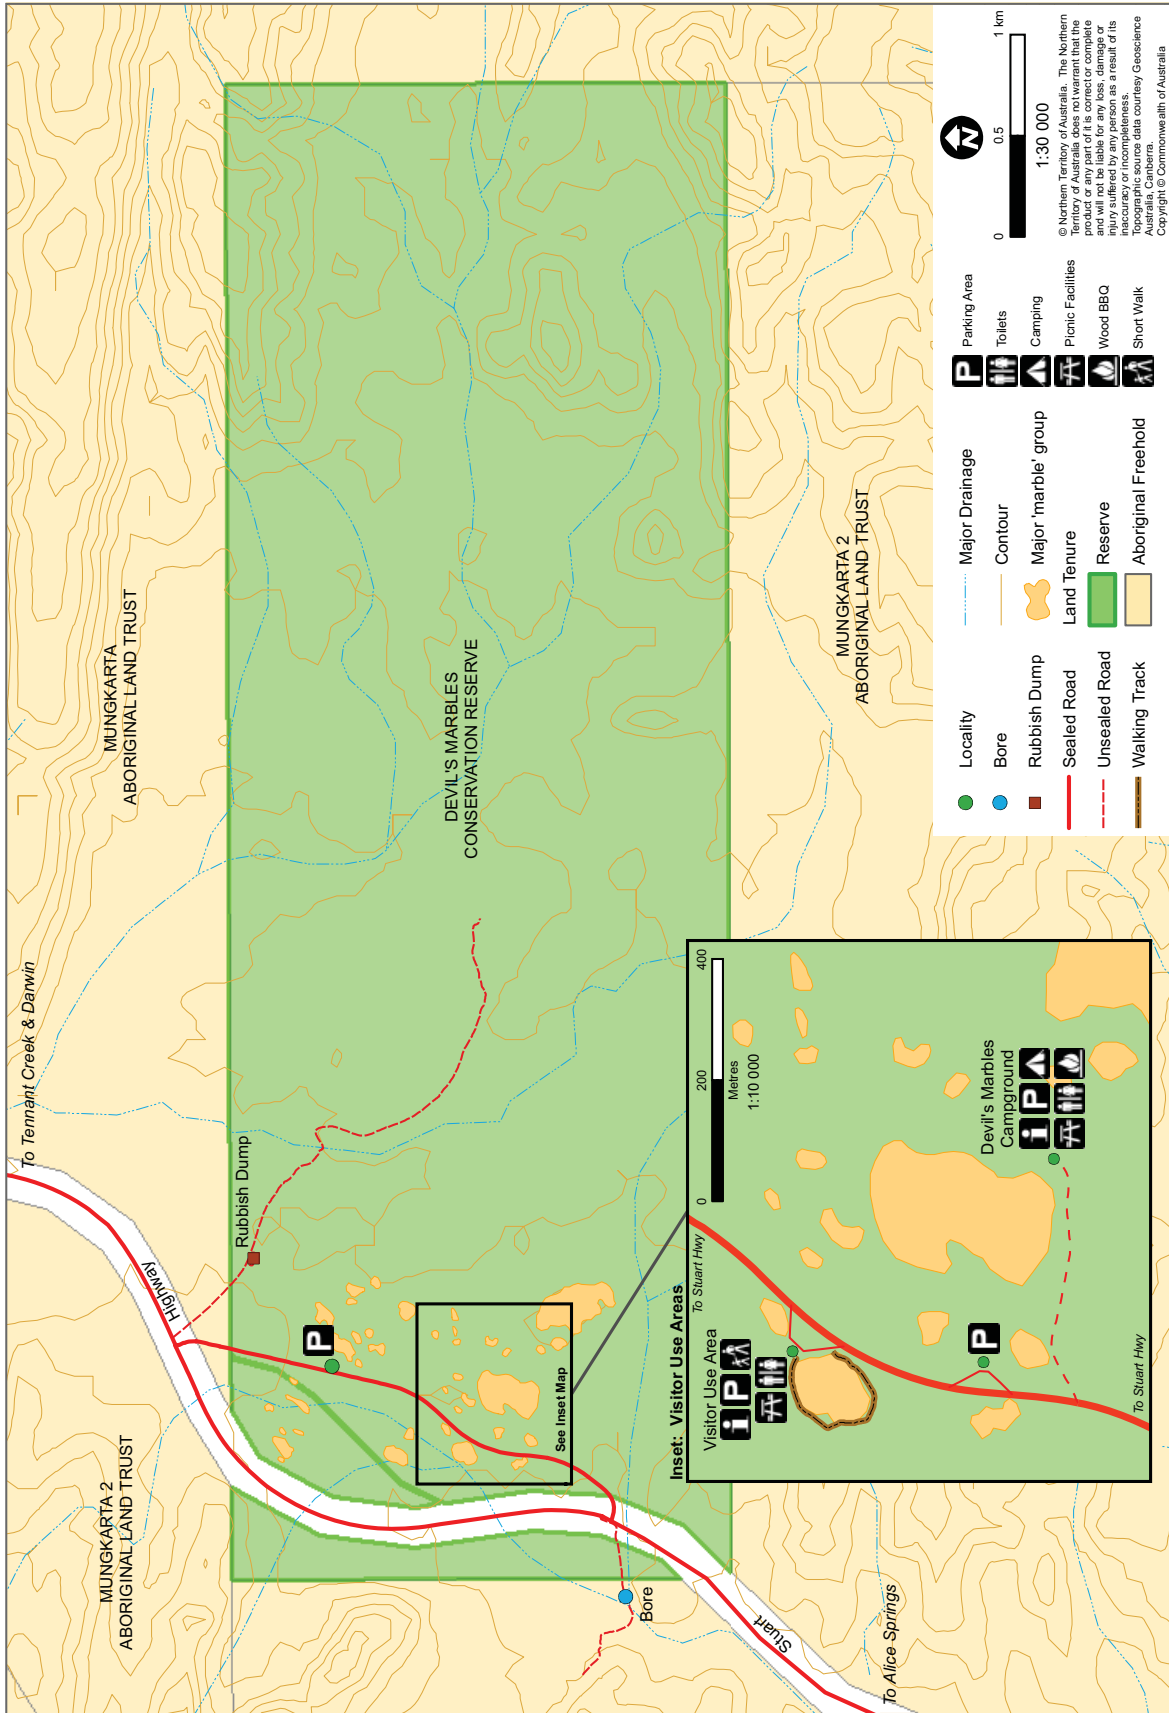 To Tennant Creek & Darwin
MUNGKARTA 2
ABORIGINAL LAND TRUST
MUNGKARTA
ABORIGINAL LAND TRUST
Highway
Rubbish Dump
P
DEVIL'S MARBLES
CONSERVATION RESERVE
See Inset Map
Bore
Stuart
To Alice Springs
MUNGKARTA 2
ABORIGINAL LAND TRUST
Inset: Visitor Use Areas
To Stuart Hwy
Visitor Use Area
i P
0 200 400
Metres
1:10 000
P
Devil's Marbles
Campground
i P
To Stuart Hwy
Locality
Bore
Rubbish Dump
Sealed Road
Unsealed Road
Walking Track
Major Drainage
Contour
Major 'marble' group
Land Tenure
Reserve
Aboriginal Freehold
P Parking Area
Toilets
Camping
Picnic Facilities
Wood BBQ
Short Walk
N
0 0.5 1 km
1:30 000
© Northern Territory of Australia. The Northern
Territory of Australia does not warrant that the
product or any part of it is correct or complete
and will not be liable for any loss, damage or
injury suffered by any person as a result of its
inaccuracy or incompleteness.
Topographic source data courtesy Geoscience
Australia, Canberra.
Copyright © Commonwealth of Australia